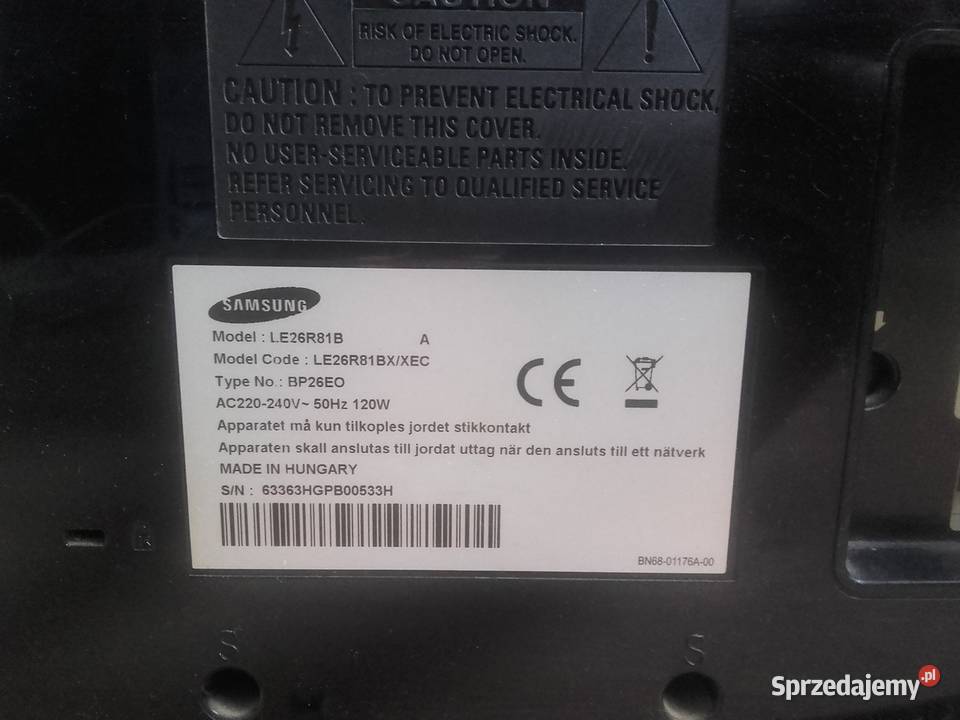 CAUTION
RISK OF ELECTRIC SHOCK.
DO NOT OPEN.
CAUTION : TO PREVENT ELECTRICAL SHOCK,
DO NOT REMOVE THIS COVER.
NO USER-SERVICEABLE PARTS INSIDE.
REFER SERVICING TO QUALIFIED SERVICE
PERSONNEL.
SAMSUNG
Model : LE26R81B A
Model Code : LE26R81BX/XEC
Type No.: BP26EO
AC220-240V~ 50Hz 120W
Apparatet må kun tilkoples jordet stikkontakt
Apparaten skall anslutas till jordat uttag när den ansluts till ett nätverk
MADE IN HUNGARY
S/N : 63363HGPB00533H
CE
BN68-01176A-00
S S
Sprzedajemy.pl